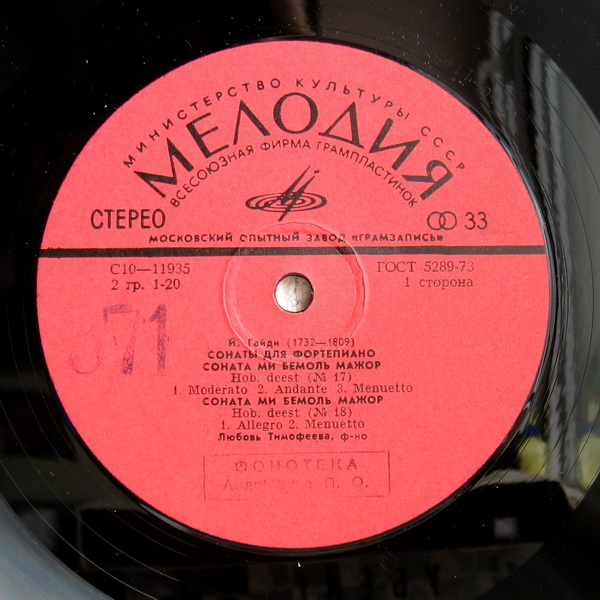 МИНИСТЕРСТВО КУЛЬТУРЫ СССР
МЕЛОДИЯ
ВСЕСОЮЗНАЯ ФИРМА ГРАМПЛАСТИНОК
СТЕРЕО 33
МОСКОВСКИЙ ОПЫТНЫЙ ЗАВОД «ГРАМЗАПИСЬ»
С10—11935 ГОСТ 5289-73
2 гр. 1-20 1 сторона
571
Й. Гайдн (1732—1809)
СОНАТЫ ДЛЯ ФОРТЕПИАНО
СОНАТА МИ БЕМОЛЬ МАЖОР
Hob. deest (№ 17)
1. Moderato 2. Andante 3. Menuetto
СОНАТА МИ БЕМОЛЬ МАЖОР
Hob. deest (№ 18)
1. Allegro 2. Menuetto
Любовь Тимофеева, ф-но
ФОНОТЕКА
П. О.